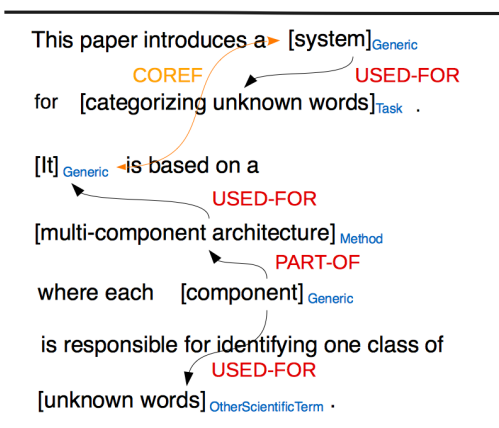 This paper introduces a [system]Generic
COREF USED-FOR
for [categorizing unknown words]Task .
[It] Generic is based on a
USED-FOR
[multi-component architecture] Method
PART-OF
where each [component] Generic
is responsible for identifying one class of
USED-FOR
[unknown words] OtherScientificTerm .